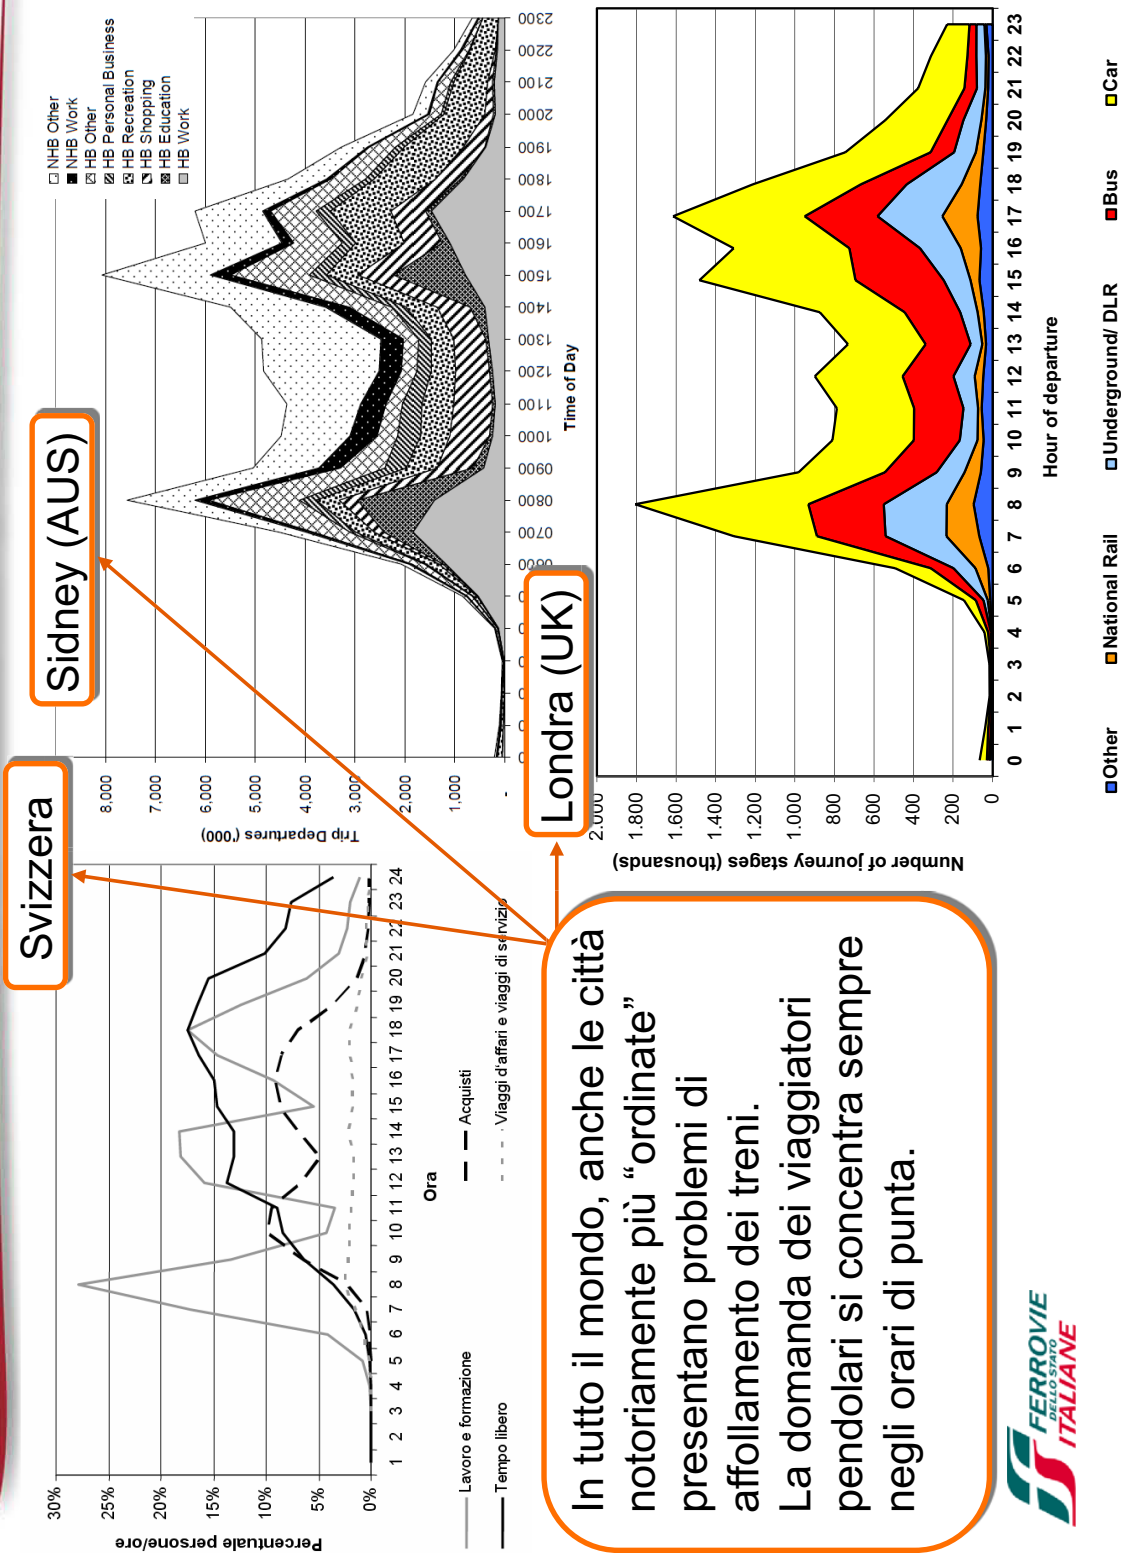 Svizzera
Sidney (AUS)
Londra (UK)
30%
25%
20%
15%
10%
5%
0%
Percentuale persone/ore
1 2 3 4 5 6 7 8 9 10 11 12 13 14 15 16 17 18 19 20 21 22 23 24
Ora
Lavoro e formazione
Acquisti
Tempo libero
Viaggi d'affari e viaggi di servizio
8,000
7,000
6,000
5,000
4,000
3,000
2,000
1,000
-
Trip Departures ('000)
0600 0700 0800 0900 1000 1100 1200 1300 1400 1500 1600 1700 1800 1900 2000 2100 2200 2300
Time of Day
NHB Other
NHB Work
HB Other
HB Personal Business
HB Recreation
HB Shopping
HB Education
HB Work
In tutto il mondo, anche le città
notoriamente più “ordinate”
presentano problemi di
affollamento dei treni.
La domanda dei viaggiatori
pendolari si concentra sempre
negli orari di punta.
2.000
1.800
1.600
1.400
1.200
1.000
800
600
400
200
0
Number of journey stages (thousands)
0 1 2 3 4 5 6 7 8 9 10 11 12 13 14 15 16 17 18 19 20 21 22 23
Hour of departure
Other
National Rail
Underground/ DLR
Bus
Car
FERROVIE
DELLO STATO
ITALIANE